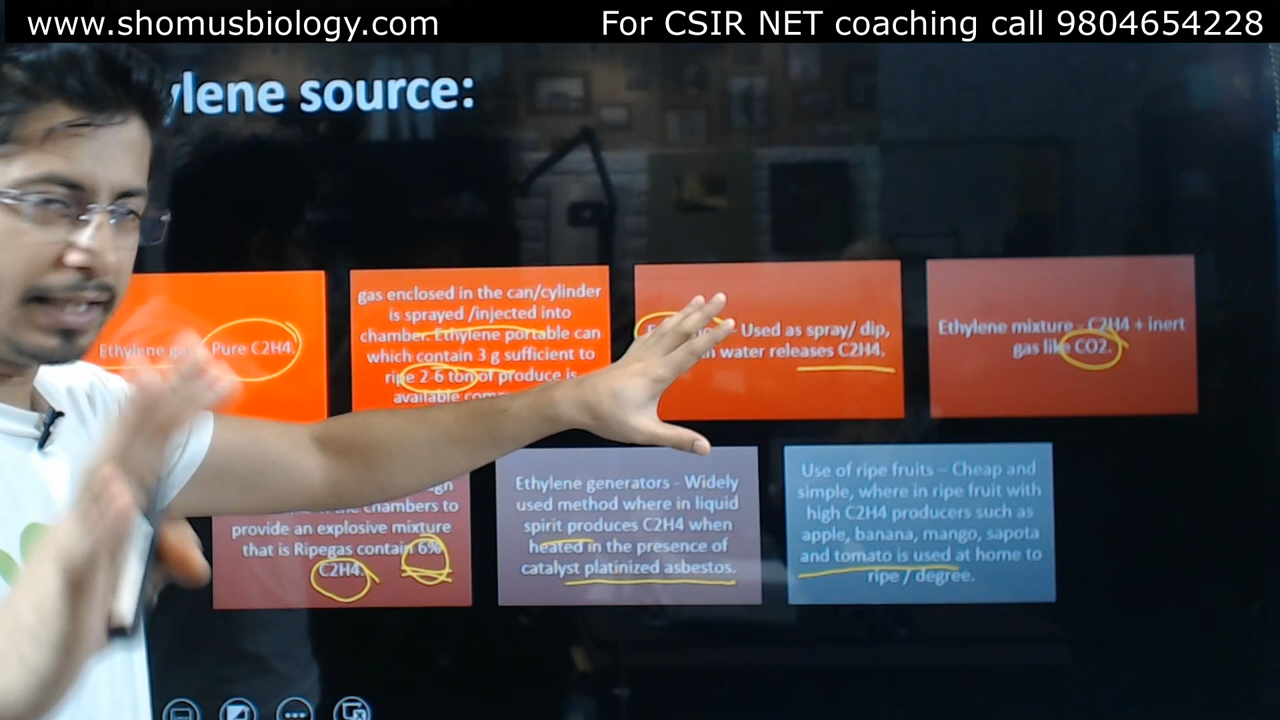 www.shomusbiology.com
For CSIR NET coaching call 9804654228
ylene source:
Ethylene ga
Pure C2H4.
gas enclosed in the can/cylinder
is sprayed /injected into
chamber. Ethylene portable can
which contain 3 g sufficient to
ripe 2-6 ton of produce is
available com
- Used as spray/ dip,
in water releases C2H4.
Ethylene mixture - C2H4 + inert
gas like CO2.
chambers to
provide an explosive mixture
that is Ripegas contain 6%
C2H4.
Ethylene generators - Widely
used method where in liquid
spirit produces C2H4 when
heated in the presence of
catalyst platinized asbestos.
Use of ripe fruits – Cheap and
simple, where in ripe fruit with
high C2H4 producers such as
apple, banana, mango, sapota
and tomato is used at home to
ripe / degree.